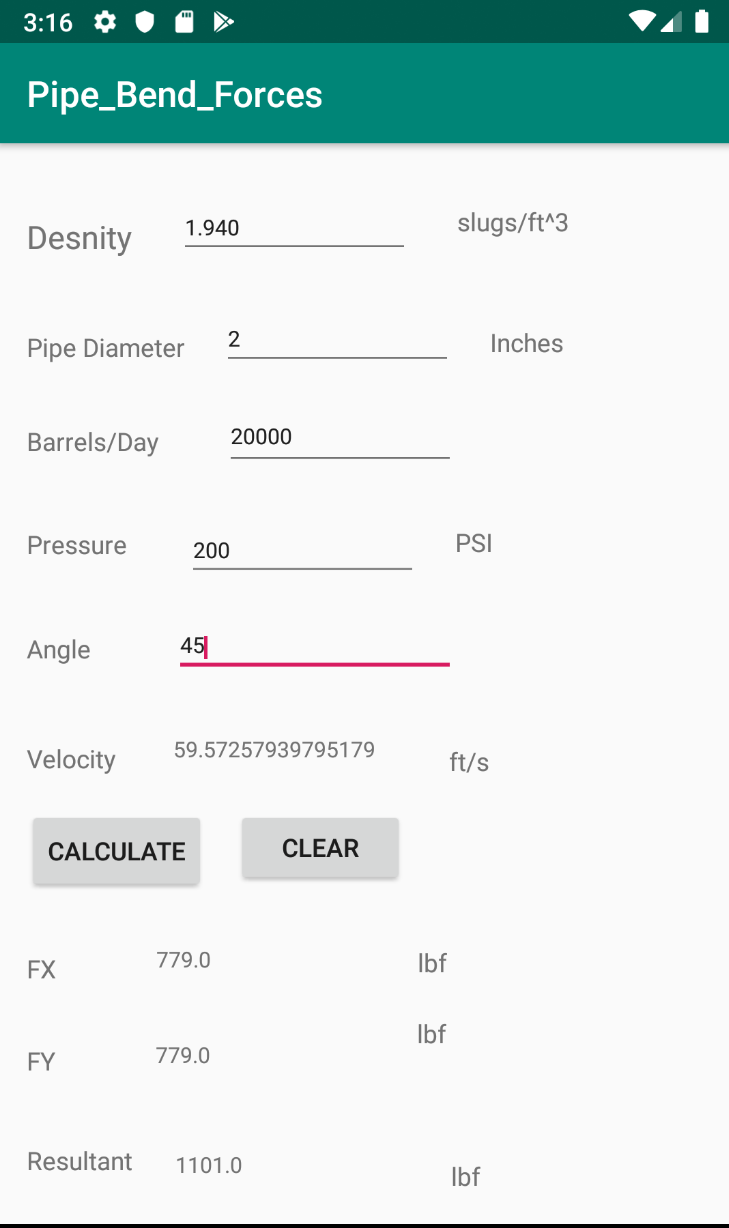 3:16
Pipe_Bend_Forces
Desnity 1.940 slugs/ft^3
Pipe Diameter 2 Inches
Barrels/Day 20000
Pressure 200 PSI
Angle 45
Velocity 59.57257939795179 ft/s
CALCULATE CLEAR
FX 779.0 lbf
FY 779.0 lbf
Resultant 1101.0 lbf